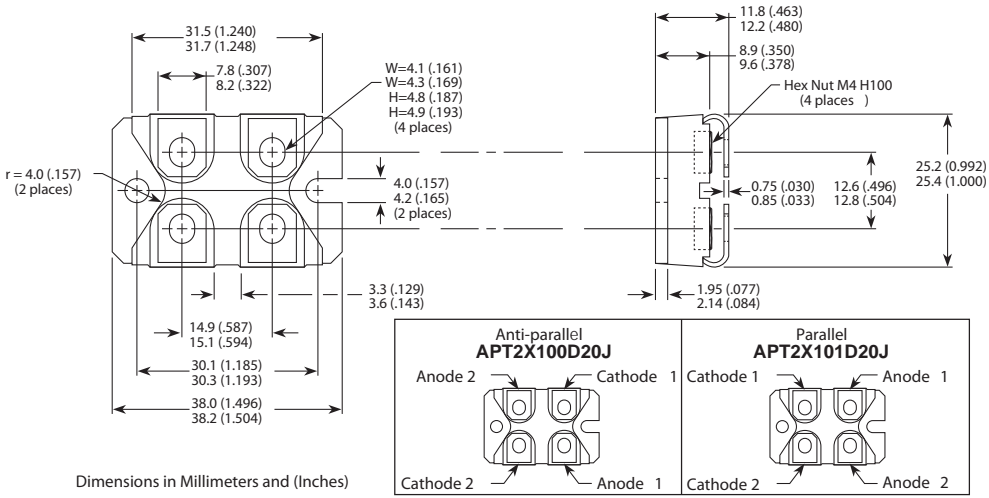 31.5 (1.240)
31.7 (1.248)
7.8 (.307)
8.2 (.322)
W=4.1 (.161)
W=4.3 (.169)
H=4.8 (.187)
H=4.9 (.193)
(4 places)
r = 4.0 (.157)
(2 places)
4.0 (.157)
4.2 (.165)
(2 places)
3.3 (.129)
3.6 (.143)
14.9 (.587)
15.1 (.594)
30.1 (1.185)
30.3 (1.193)
38.0 (1.496)
38.2 (1.504)
11.8 (.463)
12.2 (.480)
8.9 (.350)
9.6 (.378)
Hex Nut M4 H100
(4 places )
0.75 (.030)
0.85 (.033)
12.6 (.496)
12.8 (.504)
25.2 (0.992)
25.4 (1.000)
1.95 (.077)
2.14 (.084)
Anti-parallel
APT2X100D20J
Anode 2
Cathode 1
Cathode 2
Anode 1
Parallel
APT2X101D20J
Cathode 1
Anode 1
Cathode 2
Anode 2
Dimensions in Millimeters and (Inches)